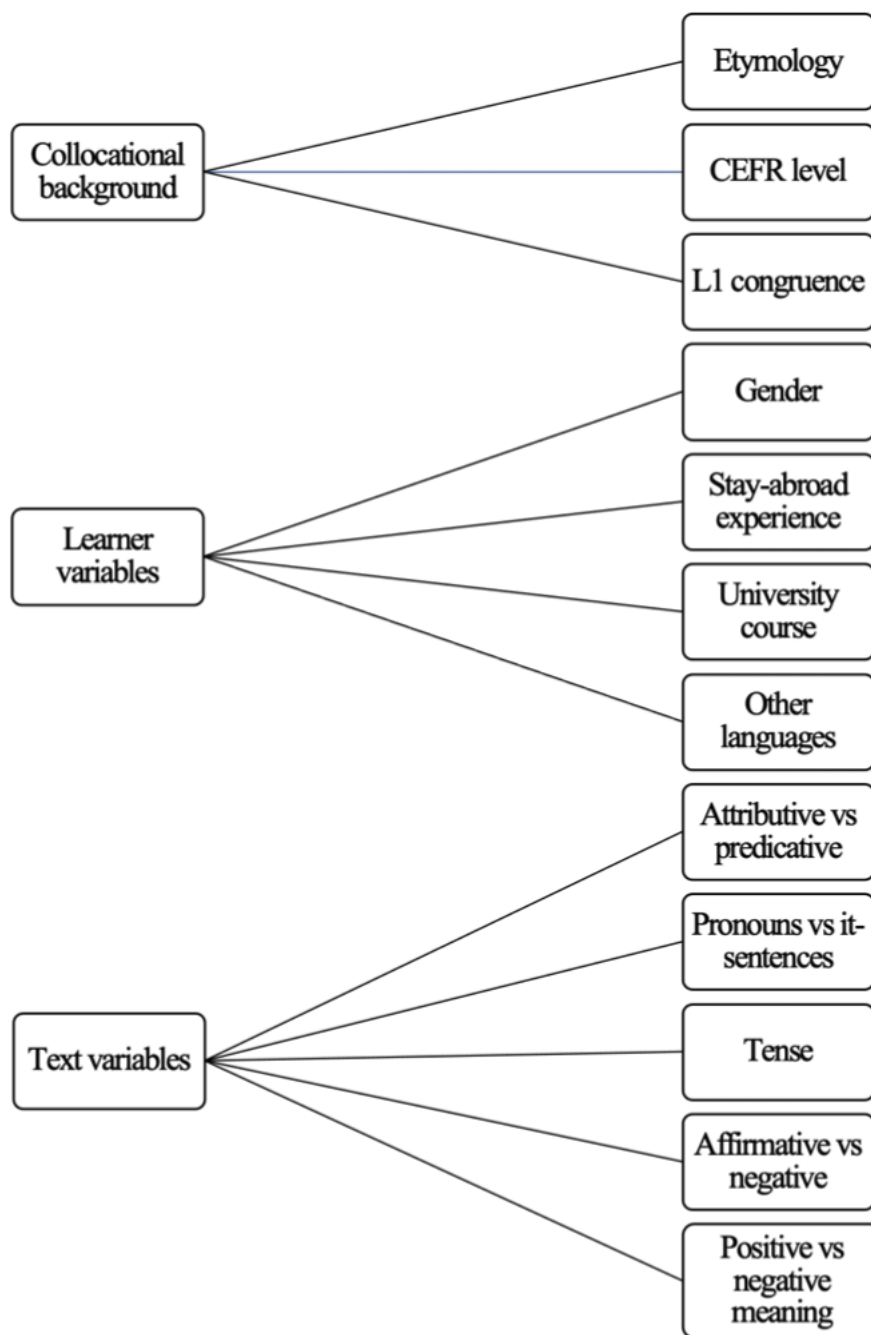 Collocational
background
Etymology
CEFR level
L1 congruence
Learner
variables
Gender
Stay-abroad
experience
University
course
Other
languages
Text variables
Attributive vs
predicative
Pronouns vs it-
sentences
Tense
Affirmative vs
negative
Positive vs
negative
meaning